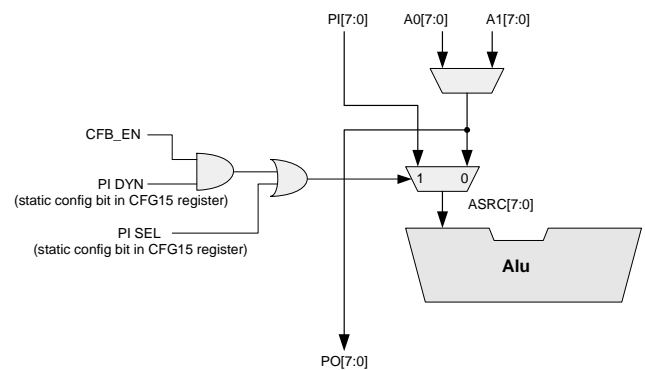 PI[7:0] A0[7:0] A1[7:0]
CFB_EN
PI DYN
(static config bit in CFG15 register)
1 0
ASRC[7:0]
PI SEL
(static config bit in CFG15 register)
Alu
PO[7:0]